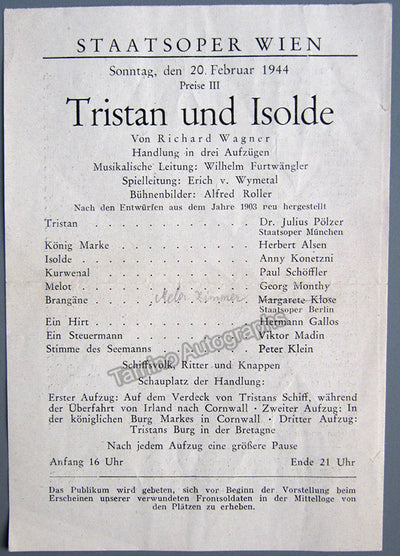 STAATSOPER WIEN
Sonntag, den 20. Februar 1944
Preise III
Tristan und Isolde
Von Richard Wagner
Handlung in drei Aufzügen
Musikalische Leitung: Wilhelm Furtwängler
Spielleitung: Erich v. Wymetal
Bühnenbilder: Alfred Roller
Nach den Entwürfen aus dem Jahre 1903 neu hergestellt
Tristan . . . . . . . . . . Dr. Julius Pölzer
Staatsoper München
König Marke . . . . . . . . . . Herbert Alsen
Isolde . . . . . . . . . . Anny Konetzni
Kurwenal . . . . . . . . . . Paul Schöffler
Melot . . . . . . . . . . Georg Monthy
Brangäne Margarete Klose
Staatsoper Berlin
Ein Hirt . . . . . . . . . . Hermann Gallos
Ein Steuermann . . . . . . . . . . Viktor Madin
Stimme des Seemanns . . . . . . . . . . Peter Klein
Tamino Autographs
Schiffsvolk, Ritter und Knappen
Schauplatz der Handlung:
Erster Aufzug: Auf dem Verdeck von Tristans Schiff, während
der Überfahrt von Irland nach Cornwall · Zweiter Aufzug: In
der königlichen Burg Markes in Cornwall · Dritter Aufzug:
Tristans Burg in der Bretagne
Nach jedem Aufzug eine größere Pause
Anfang 16 Uhr Ende 21 Uhr
Das Publikum wird gebeten, sich vor Beginn der Vorstellung beim
Erscheinen unserer verwundeten Frontsoldaten in der Mittelloge von
den Plätzen zu erheben.